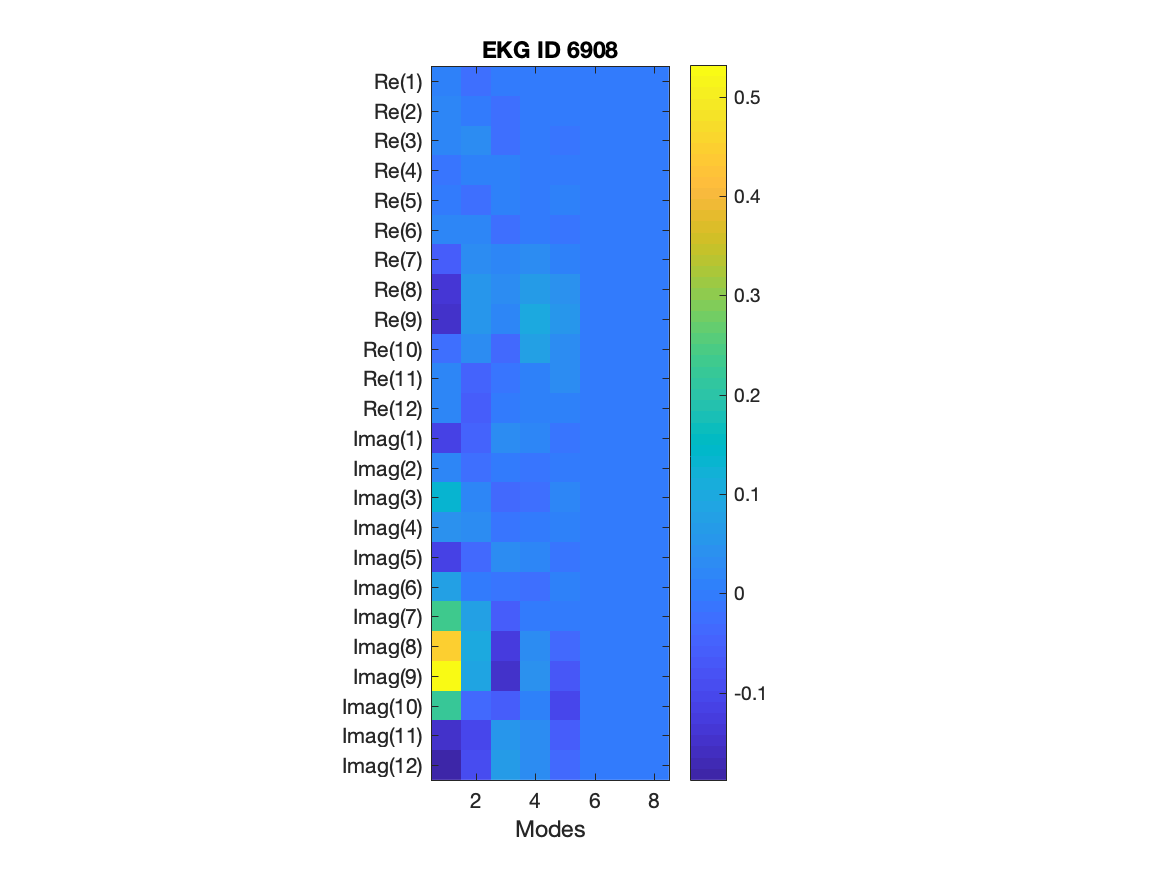 EKG ID 6908
Re(1)
Re(2)
Re(3)
Re(4)
Re(5)
Re(6)
Re(7)
Re(8)
Re(9)
Re(10)
Re(11)
Re(12)
Imag(1)
Imag(2)
Imag(3)
Imag(4)
Imag(5)
Imag(6)
Imag(7)
Imag(8)
Imag(9)
Imag(10)
Imag(11)
Imag(12)
2 4 6 8
Modes
0.5
0.4
0.3
0.2
0.1
0
-0.1